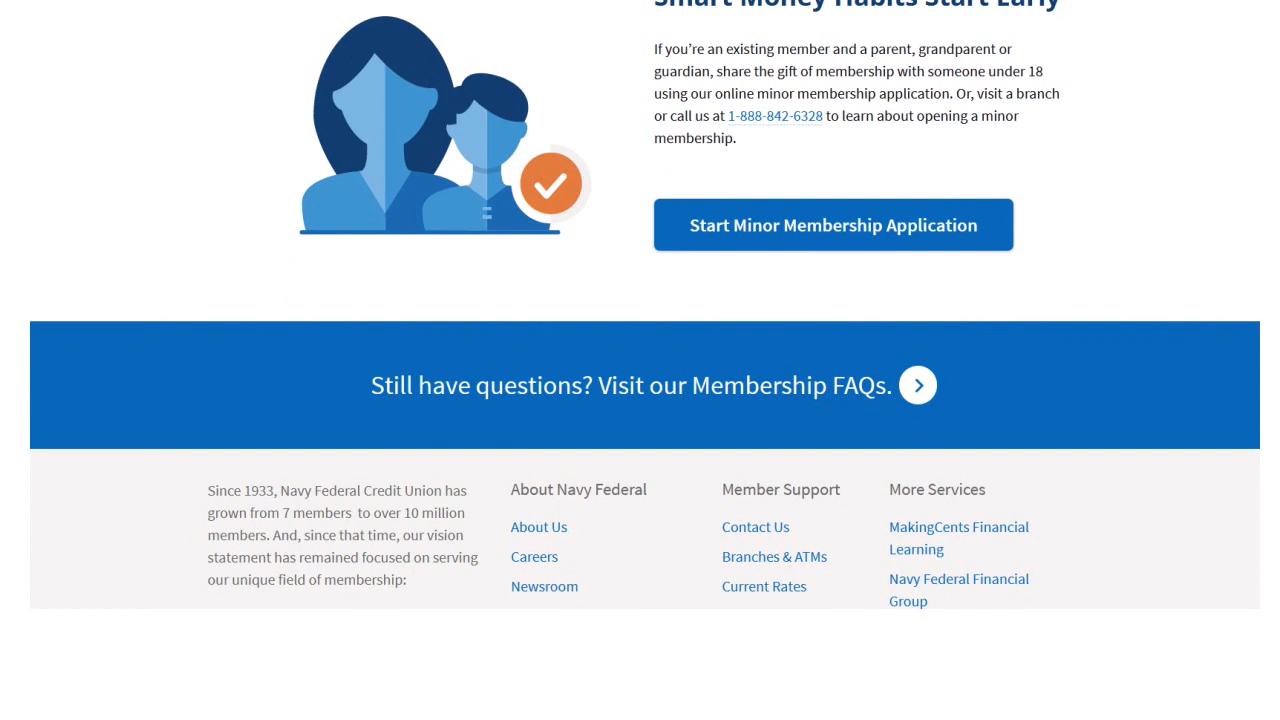 Smart Money Habits Start Early
If you’re an existing member and a parent, grandparent or
guardian, share the gift of membership with someone under 18
using our online minor membership application. Or, visit a branch
or call us at 1-888-842-6328 to learn about opening a minor
membership.
Start Minor Membership Application
Still have questions? Visit our Membership FAQs.
Since 1933, Navy Federal Credit Union has
grown from 7 members to over 10 million
members. And, since that time, our vision
statement has remained focused on serving
our unique field of membership:
About Navy Federal
About Us
Careers
Newsroom
Member Support
Contact Us
Branches & ATMs
Current Rates
More Services
MakingCents Financial
Learning
Navy Federal Financial
Group